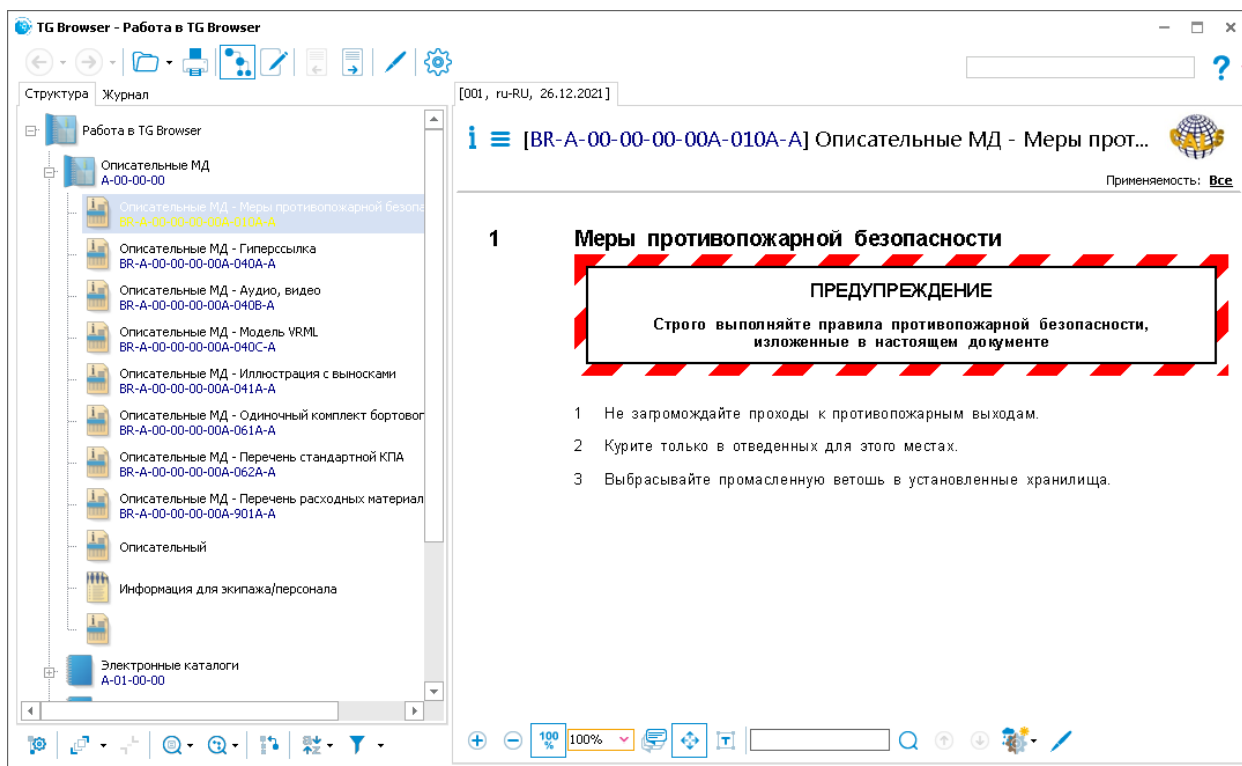 TG Browser - Работа в TG Browser
?
Структура Журнал
Работа в TG Browser
Описательные МД
A-00-00-00
Описательные МД - Меры противопожарной безопа
BR-A-00-00-00-00A-010A-A
Описательные МД - Гиперссылка
BR-A-00-00-00-00A-040A-A
Описательные МД - Аудио, видео
BR-A-00-00-00-00A-040B-A
Описательные МД - Модель VRML
BR-A-00-00-00-00A-040C-A
Описательные МД - Иллюстрация с выносками
BR-A-00-00-00-00A-041A-A
Описательные МД - Одиночный комплект бортовог
BR-A-00-00-00-00A-061A-A
Описательные МД - Перечень стандартной КПА
BR-A-00-00-00-00A-062A-A
Описательные МД - Перечень расходных материал
BR-A-00-00-00-00A-901A-A
Описательный
Информация для экипажа/персонала
Электронные каталоги
A-01-00-00
[001, ru-RU, 26.12.2021]
i [BR-A-00-00-00-00A-010A-A] Описательные МД - Меры прот...
CALS
Применяемость: Все
1 Меры противопожарной безопасности
ПРЕДУПРЕЖДЕНИЕ
Строго выполняйте правила противопожарной безопасности,
изложенные в настоящем документе
1 Не загромождайте проходы к противопожарным выходам.
2 Курите только в отведенных для этого местах.
3 Выбрасывайте промасленную ветошь в установленные хранилища.
100 %
100%
T